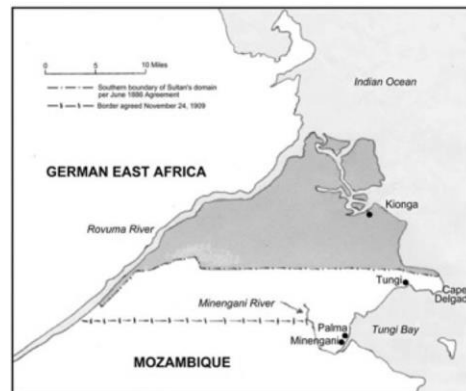 0
5
10 Miles
Southern boundary of Sultan's domain
per June 1886 Agreement
Border agreed November 24, 1909
Indian Ocean
GERMAN EAST AFRICA
Kionga
Rovuma River
Tungi
Cape
Delgado
Minengani River
Palma
Tungi Bay
Minengani
MOZAMBIQUE